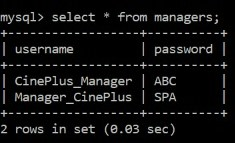 mysql> select * from managers;
+------------------+----------+
| username         | password |
+------------------+----------+
| CinePlus_Manager | ABC      |
| Manager_CinePlus | SPA      |
+------------------+----------+
2 rows in set (0.03 sec)